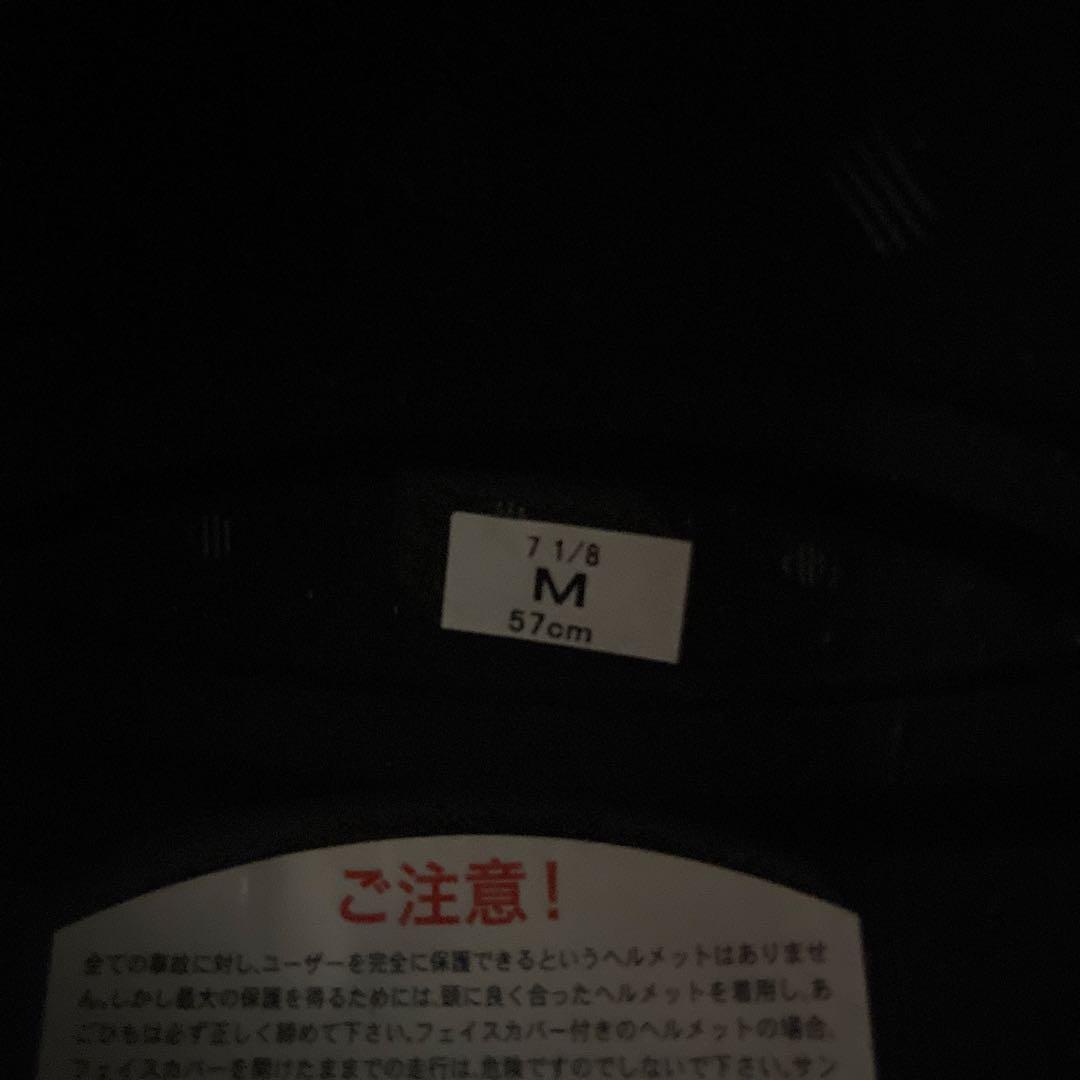 7 1/8
M
57cm
ご注意!
全ての事故に対し、ユーザーを完全に保護できるというヘルメットはありませ
ん。しかし最大の保護を得るためには、頭に良く合ったヘルメットを着用し、あ
ごひもは必ず正しく締めて下さい。フェイスカバー付きのヘルメットの場合、
フェイスカバーを開けたままでの走行は、危険ですのでしないで下さい。サン